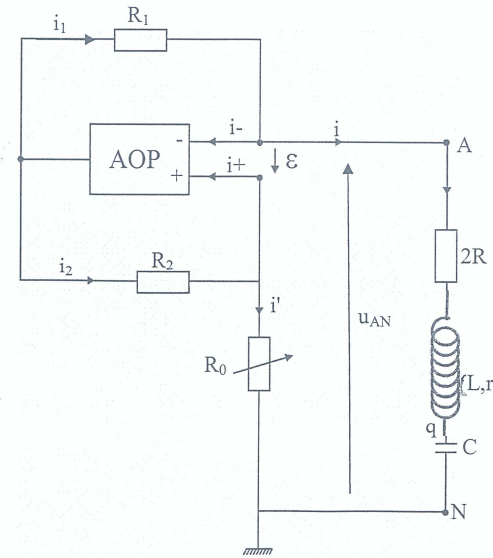 i1
R1
i-
i
A
-
AOP
ε
i+
+
2R
i2
R2
i'
uAN
R0
L,r
q
C
N